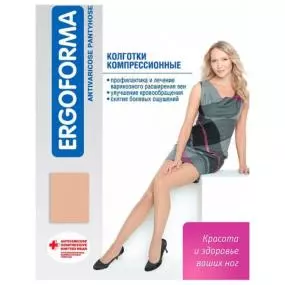 ERGOFORMA
ANTIVARICOSE PANTYHOSE
КОЛГОТКИ
КОМПРЕССИОННЫЕ
• профилактика и лечение
варикозного расширения вен
• улучшение кровообращения
• снятие болевых ощущений
Красота
и здоровье
ваших ног